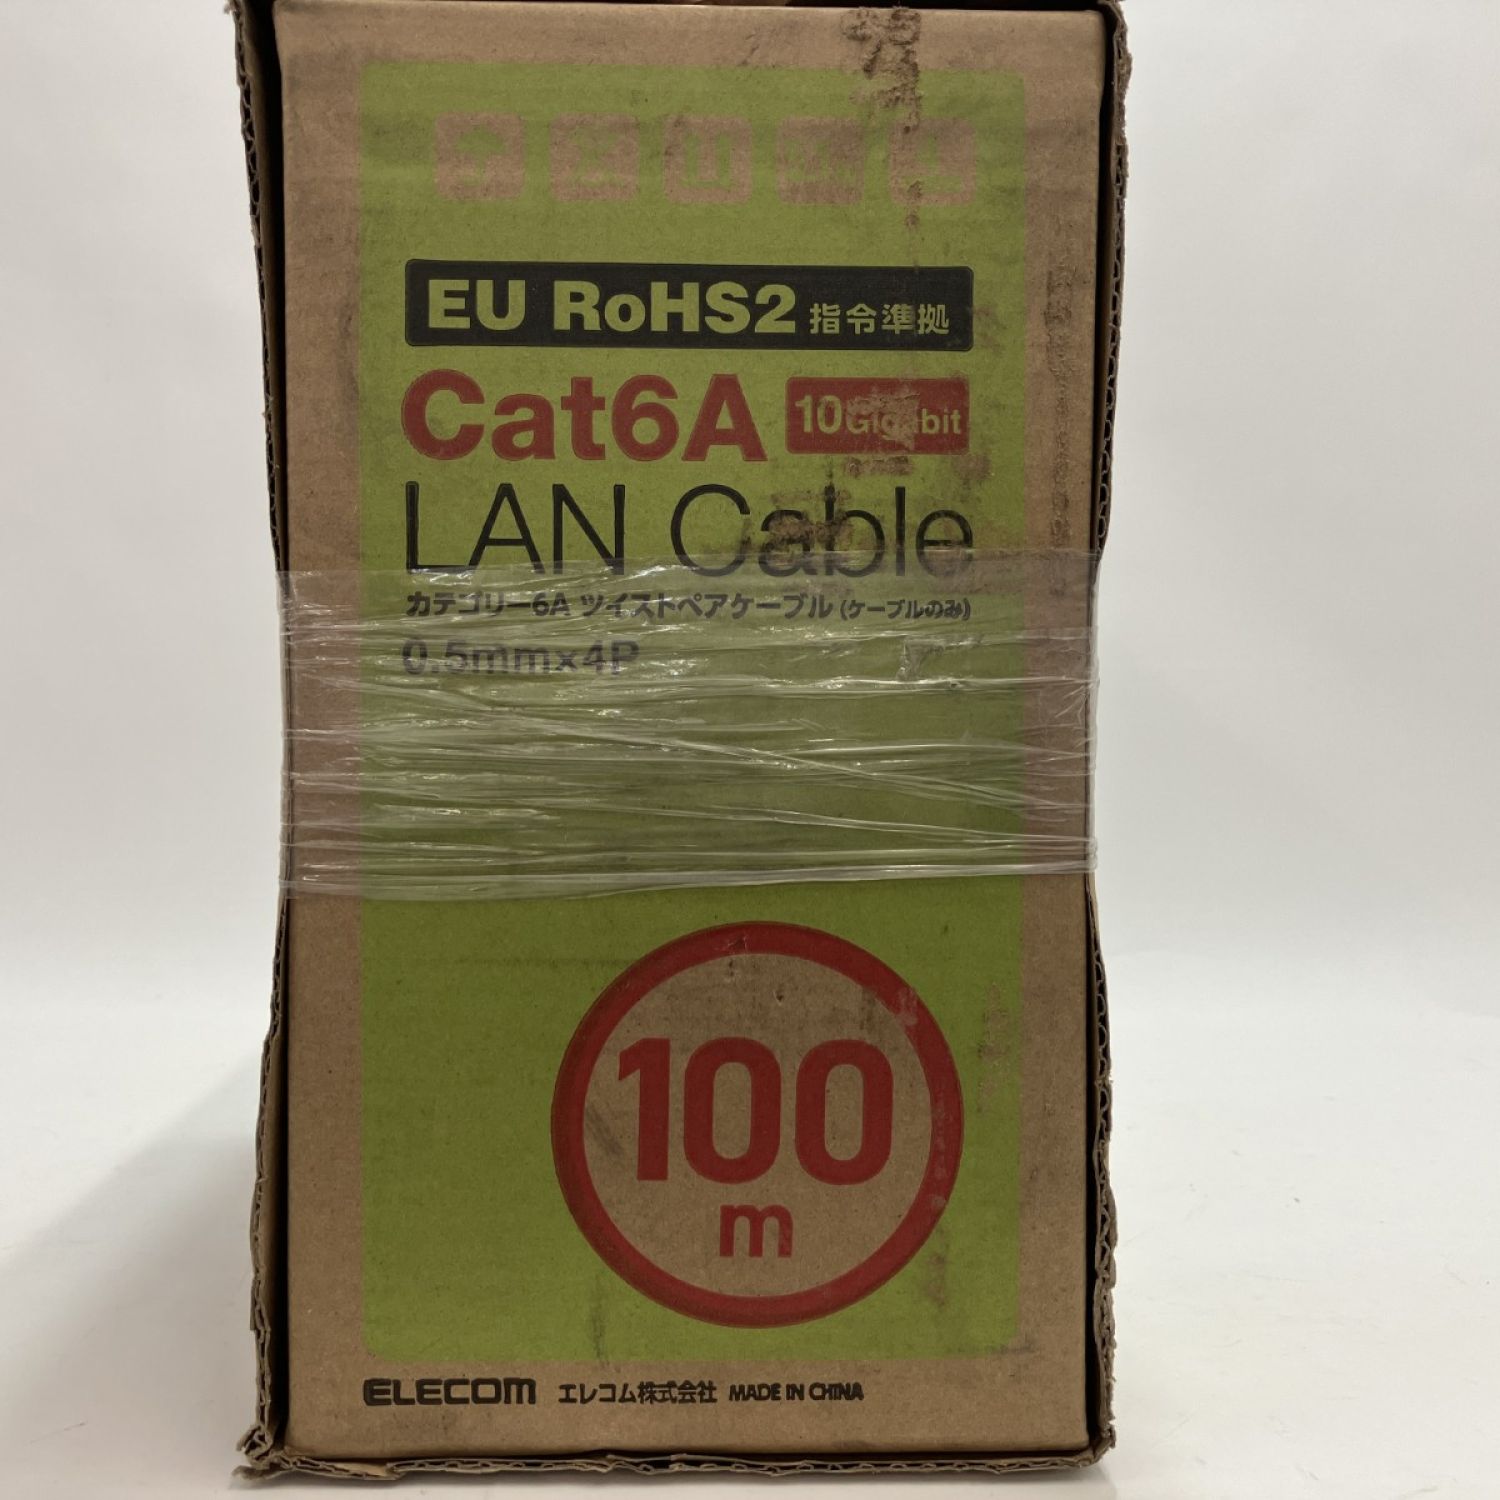 EU RoHS2 指令準拠
Cat6A 10Gigabit
LAN Cable
カテゴリー6A ツイストペアケーブル (ケーブルのみ)
0.5mm×4P
100
m
ELECOM エレコム株式会社 MADE IN CHINA